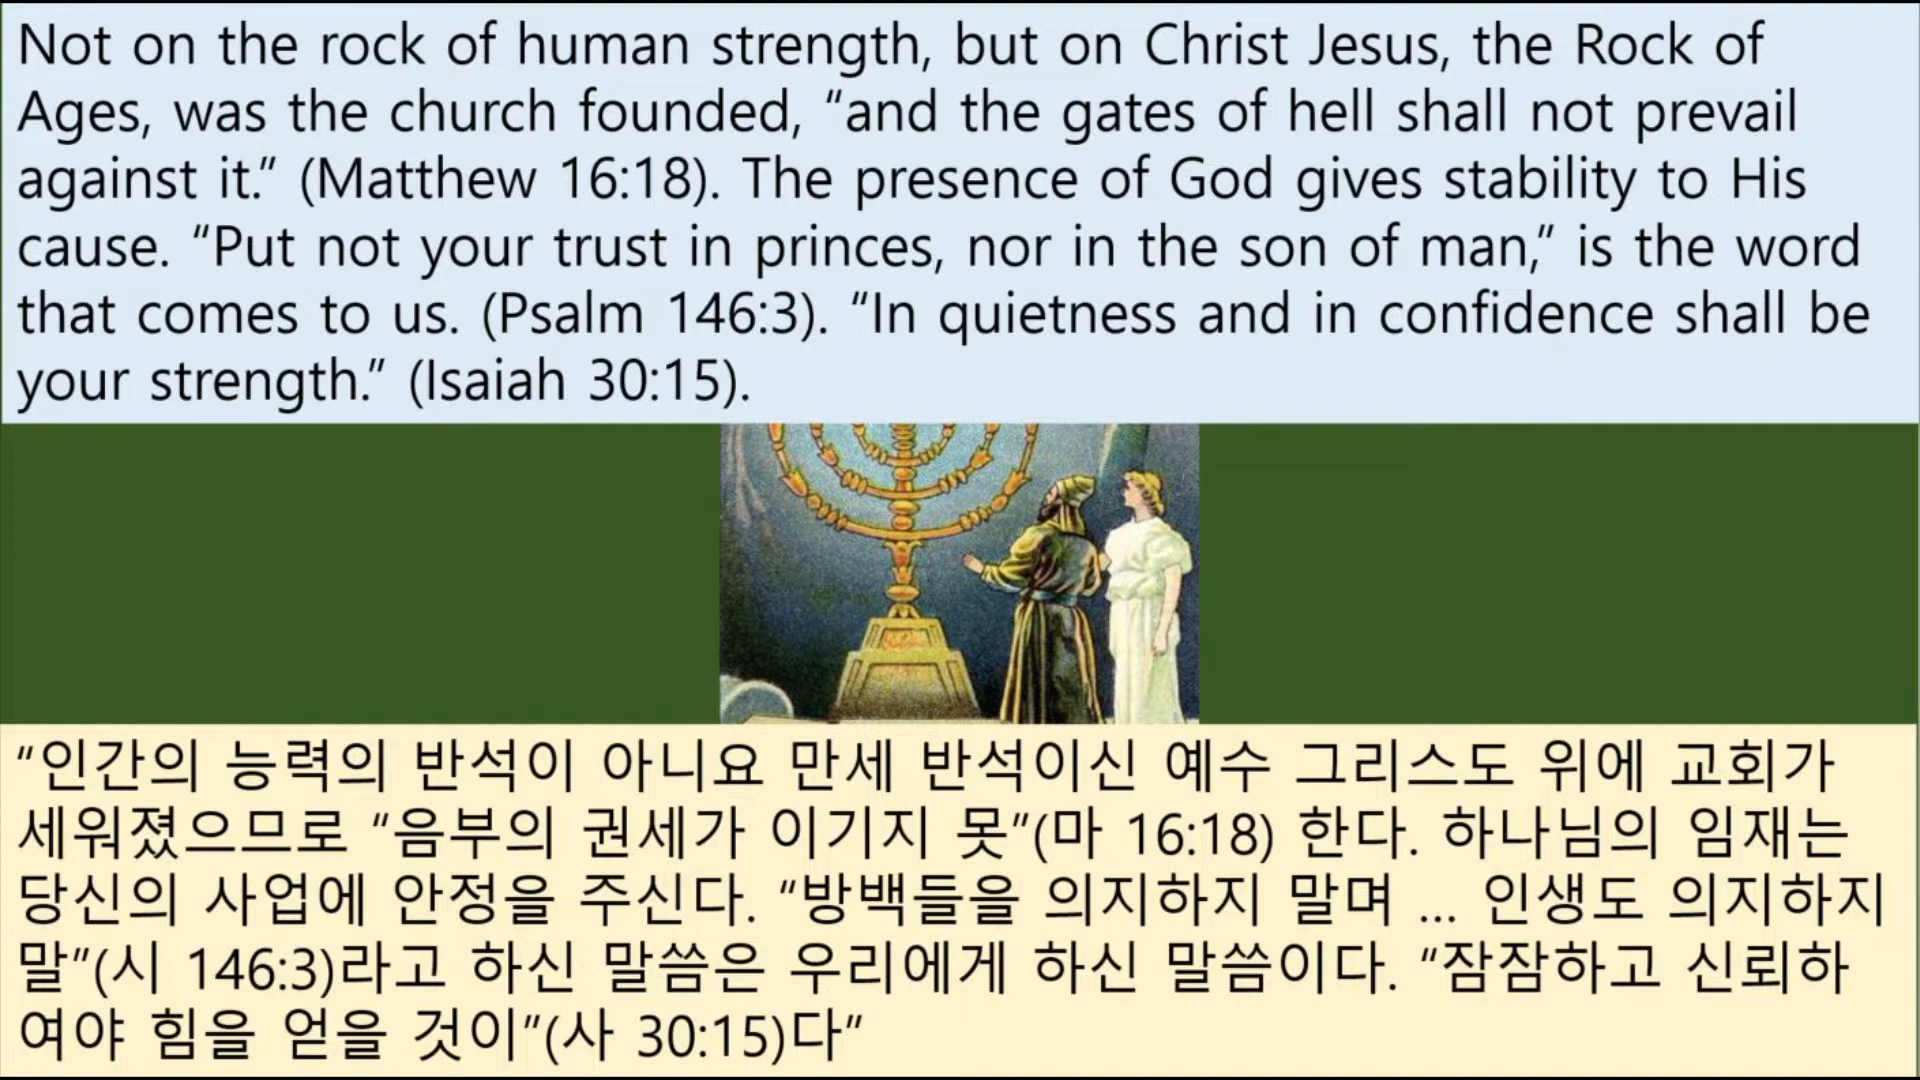 Not on the rock of human strength, but on Christ Jesus, the Rock of
Ages, was the church founded, “and the gates of hell shall not prevail
against it.” (Matthew 16:18). The presence of God gives stability to His
cause. “Put not your trust in princes, nor in the son of man,” is the word
that comes to us. (Psalm 146:3). “In quietness and in confidence shall be
your strength.” (Isaiah 30:15).
“인간의 능력의 반석이 아니요 만세 반석이신 예수 그리스도 위에 교회가
세워졌으므로 “음부의 권세가 이기지 못”(마 16:18) 한다. 하나님의 임재는
당신의 사업에 안정을 주신다. “방백들을 의지하지 말며 ... 인생도 의지하지
말”(시 146:3)라고 하신 말씀은 우리에게 하신 말씀이다. “잠잠하고 신뢰하
여야 힘을 얻을 것이”(사 30:15)다”